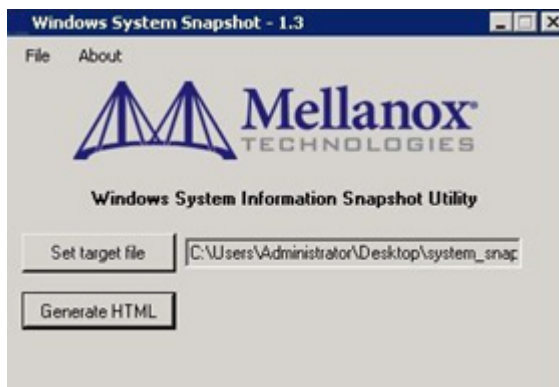 Windows System Snapshot - 1.3
File About
Mellanox
TECHNOLOGIES
Windows System Information Snapshot Utility
Set target file C:\Users\Administrator\Desktop\system_snap
Generate HTML